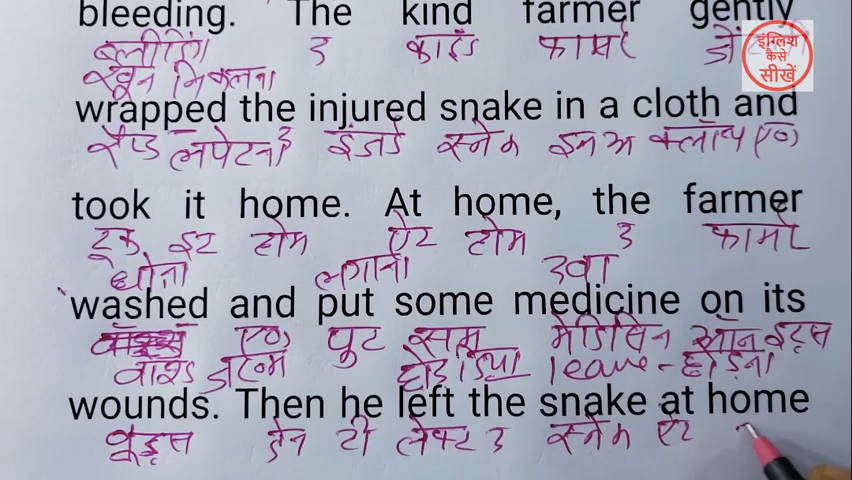 bleeding. The kind farmer gently
ब्लीडिंग द काइंड फार्मर
खून निकलना
इंग्लिश
कैसे
सीखें
wrapped the injured snake in a cloth and
रैप्ड लपेटना द इंजर्ड स्नेक इन अ क्लॉथ एण्ड
took it home. At home, the farmer
टूक इट होम ऐट होम द फार्मर
धोना लगाना दवा
washed and put some medicine on its
एण्ड पुट सम मेडिसिन ऑन इट्स
वाश्ड जख्म छोड़ दिया leave - छोड़ना
wounds. Then he left the snake at home
वून्ड्स देन ही लेफ्ट द स्नेक ऐट